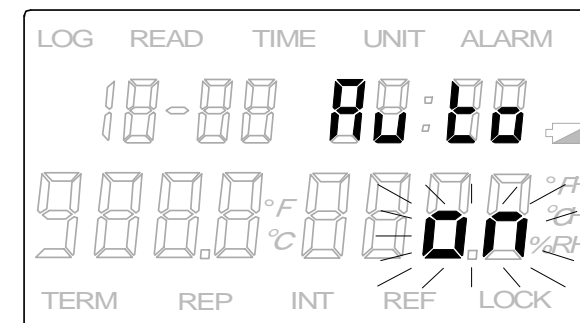 LOG READ TIME UNIT ALARM
Auto
°F
°C
on
%RH
TERM REP INT REF LOCK